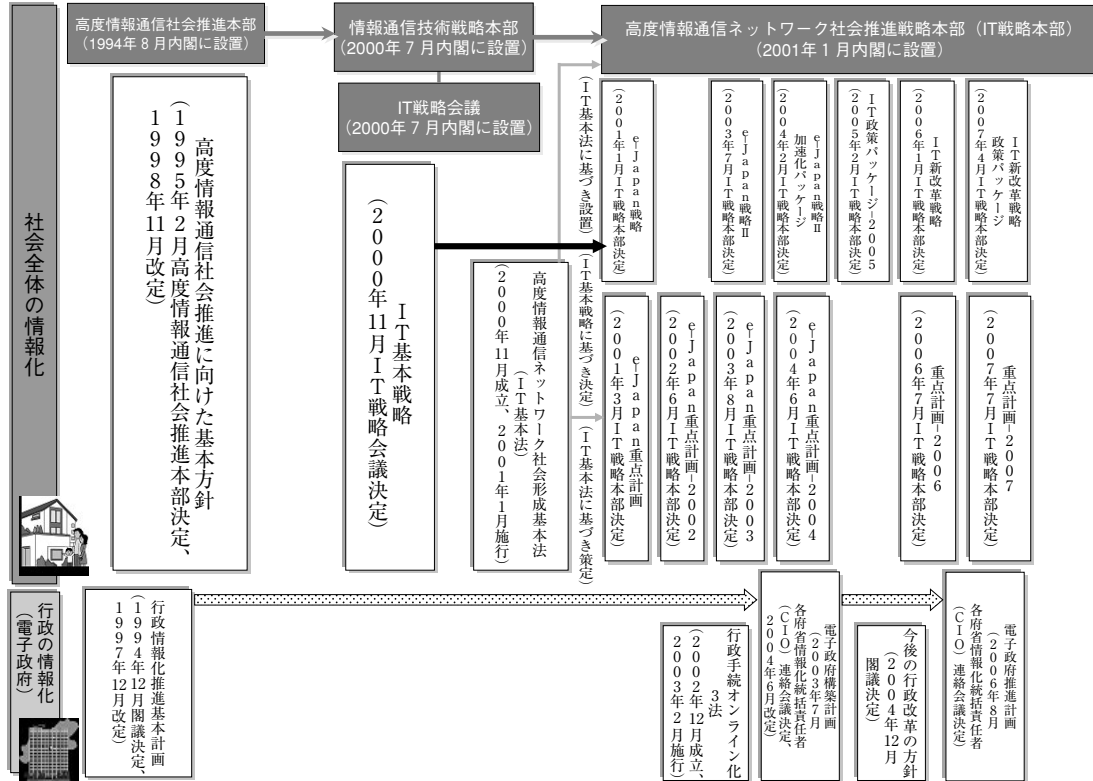 高度情報通信社会推進本部
(1994年8月内閣に設置)
情報通信技術戦略本部
(2000年7月内閣に設置)
高度情報通信ネットワーク社会推進戦略本部(IT戦略本部)
(2001年1月内閣に設置)
IT戦略会議
(2000年7月内閣に設置)
社会全体の情報化
高度情報通信社会推進に向けた基本方針
(1995年2月高度情報通信社会推進本部決定、
1998年11月改定)
IT基本戦略
(2000年11月IT戦略会議決定)
高度情報通信ネットワーク社会形成基本法
(IT基本法)
(2000年11月成立、2001年1月施行)
(IT基本法に基づき設置)
(IT基本戦略に基づき決定)
(IT基本法に基づき策定)
e-Japan戦略
(2001年1月IT戦略本部決定)
e-Japan戦略Ⅱ
(2003年7月IT戦略本部決定)
e-Japan戦略Ⅱ
加速化パッケージ
(2004年2月IT戦略本部決定)
IT政策パッケージ-2005
(2005年2月IT戦略本部決定)
IT新改革戦略
(2006年1月IT戦略本部決定)
IT新改革戦略
政策パッケージ
(2007年4月IT戦略本部決定)
e-Japan重点計画
(2001年3月IT戦略本部決定)
e-Japan重点計画-2002
(2002年6月IT戦略本部決定)
e-Japan重点計画-2003
(2003年8月IT戦略本部決定)
e-Japan重点計画-2004
(2004年6月IT戦略本部決定)
重点計画-2006
(2006年7月IT戦略本部決定)
重点計画-2007
(2007年7月IT戦略本部決定)
行政の情報化
(電子政府)
行政情報化推進基本計画
(1994年12月閣議決定、
1997年12月改定)
行政手続オンライン化
3法
(2002年12月成立、
2003年2月施行)
電子政府構築計画
(2003年7月
各府省情報化統括責任者
(CIO)連絡会議決定、
2004年6月改定)
今後の行政改革の方針
(2004年12月
閣議決定)
電子政府推進計画
(2006年8月
各府省情報化統括責任者
(CIO)連絡会議決定)